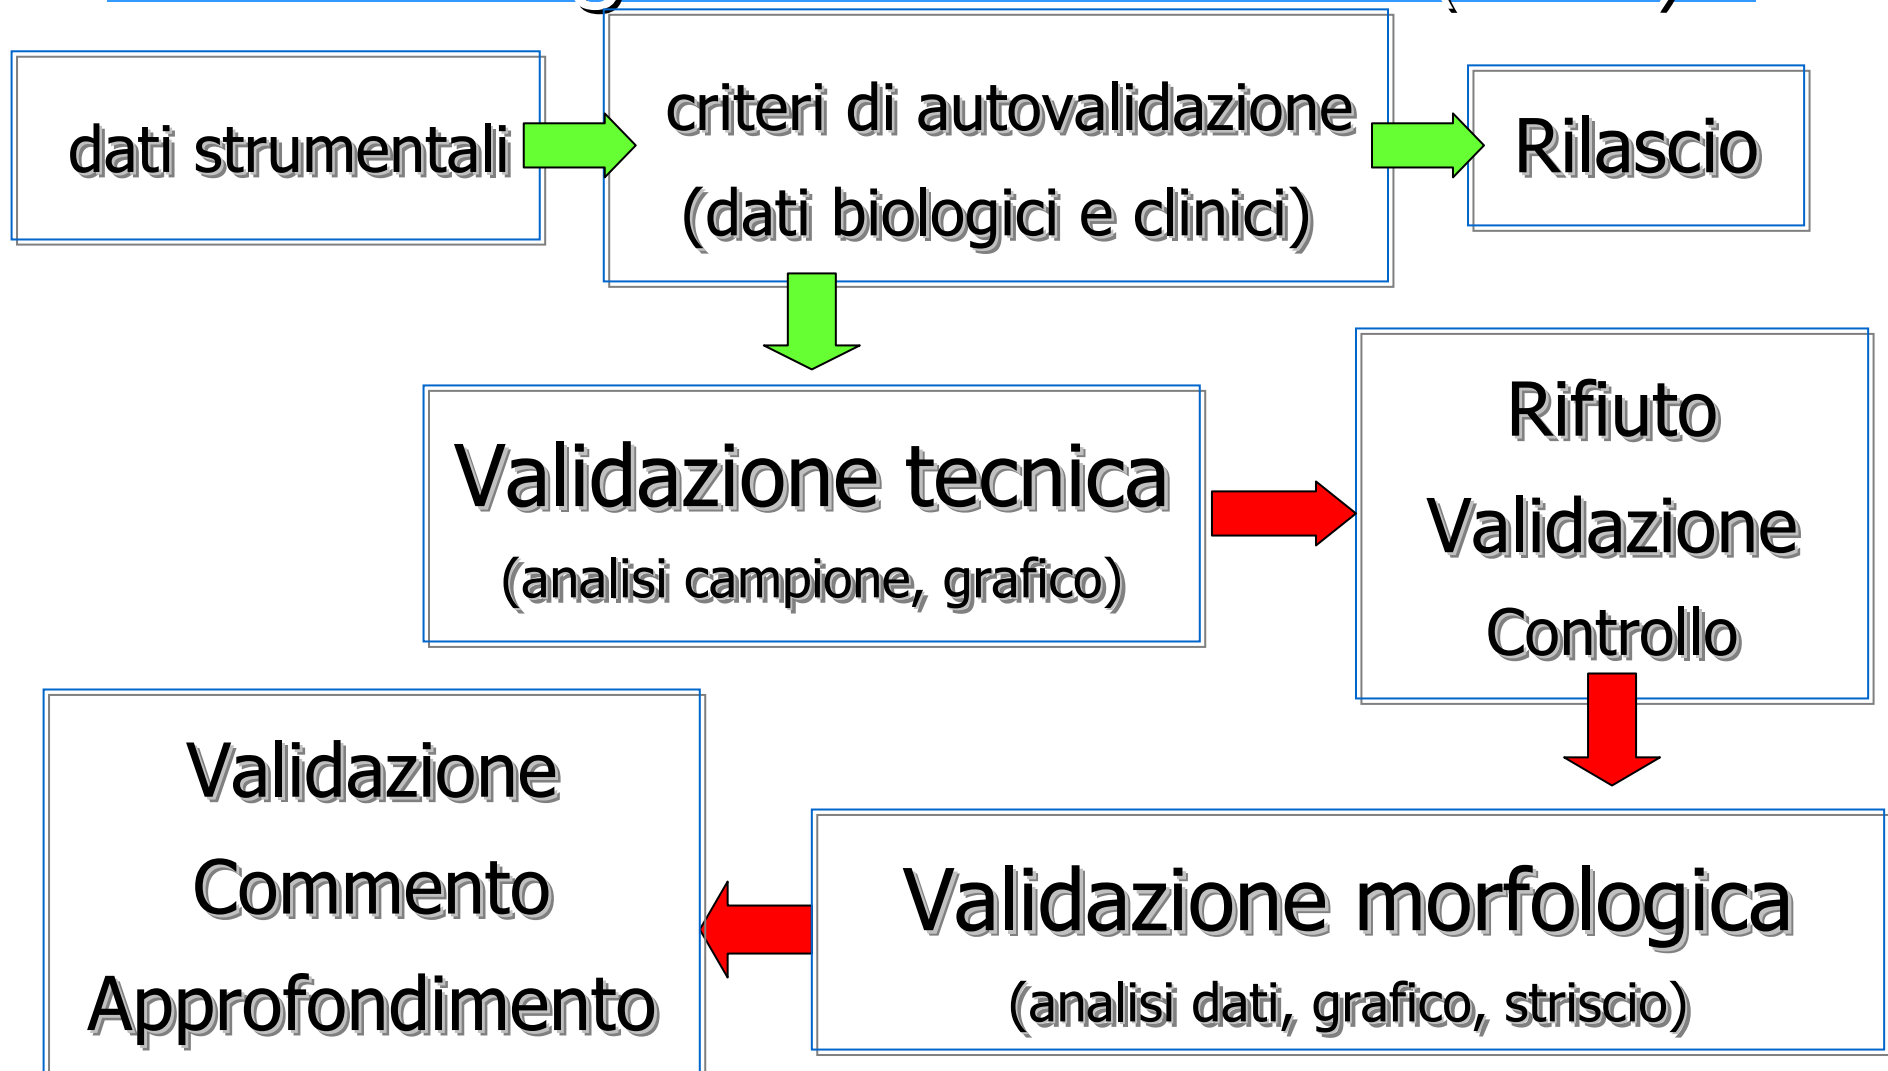 dati strumentali
criteri di autovalidazione
(dati biologici e clinici)
Rilascio
Validazione tecnica
(analisi campione, grafico)
Rifiuto
Validazione
Controllo
Validazione morfologica
(analisi dati, grafico, striscio)
Validazione
Commento
Approfondimento